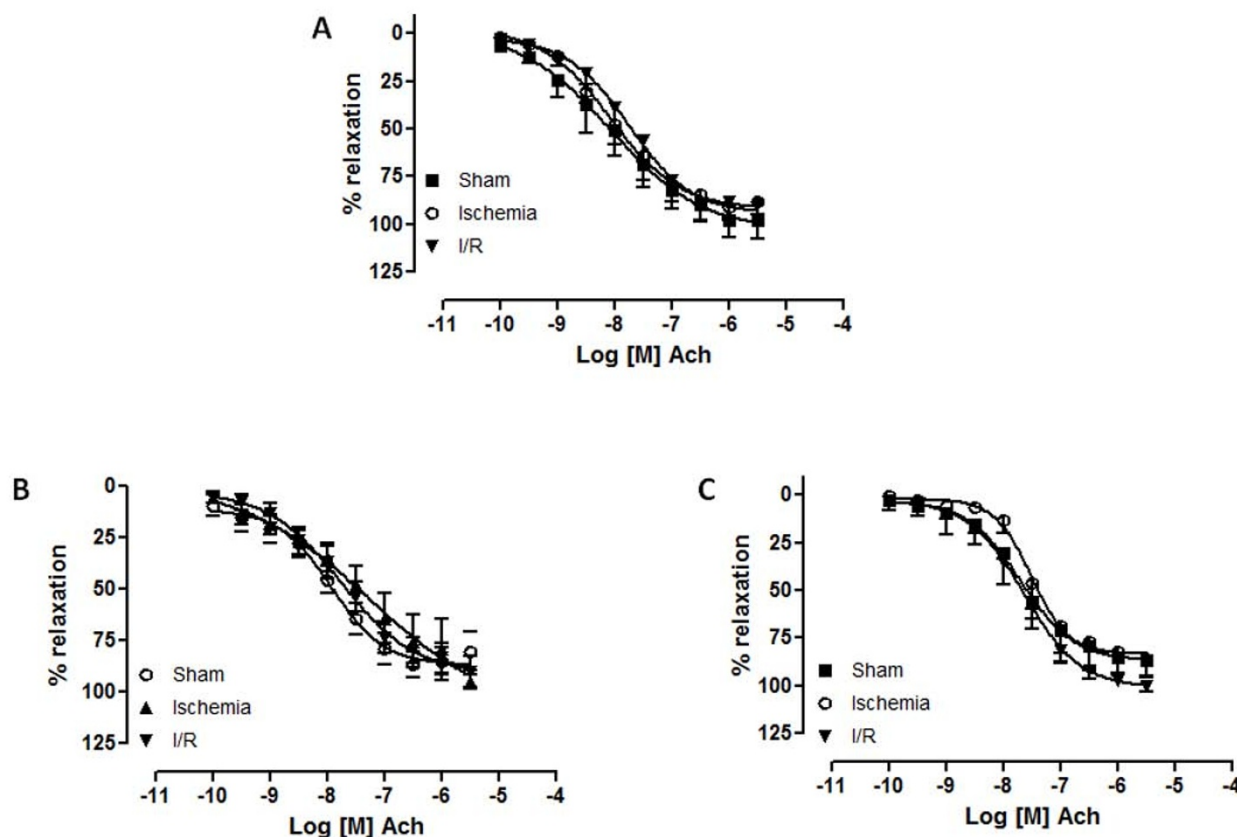 A
0
25
50
75
100
125
% relaxation
Sham
Ischemia
I/R
-11 -10 -9 -8 -7 -6 -5 -4
Log [M] Ach
B
0
25
50
75
100
125
% relaxation
Sham
Ischemia
I/R
-11 -10 -9 -8 -7 -6 -5 -4
Log [M] Ach
C
0
25
50
75
100
125
% relaxation
Sham
Ischemia
I/R
-11 -10 -9 -8 -7 -6 -5 -4
Log [M] Ach